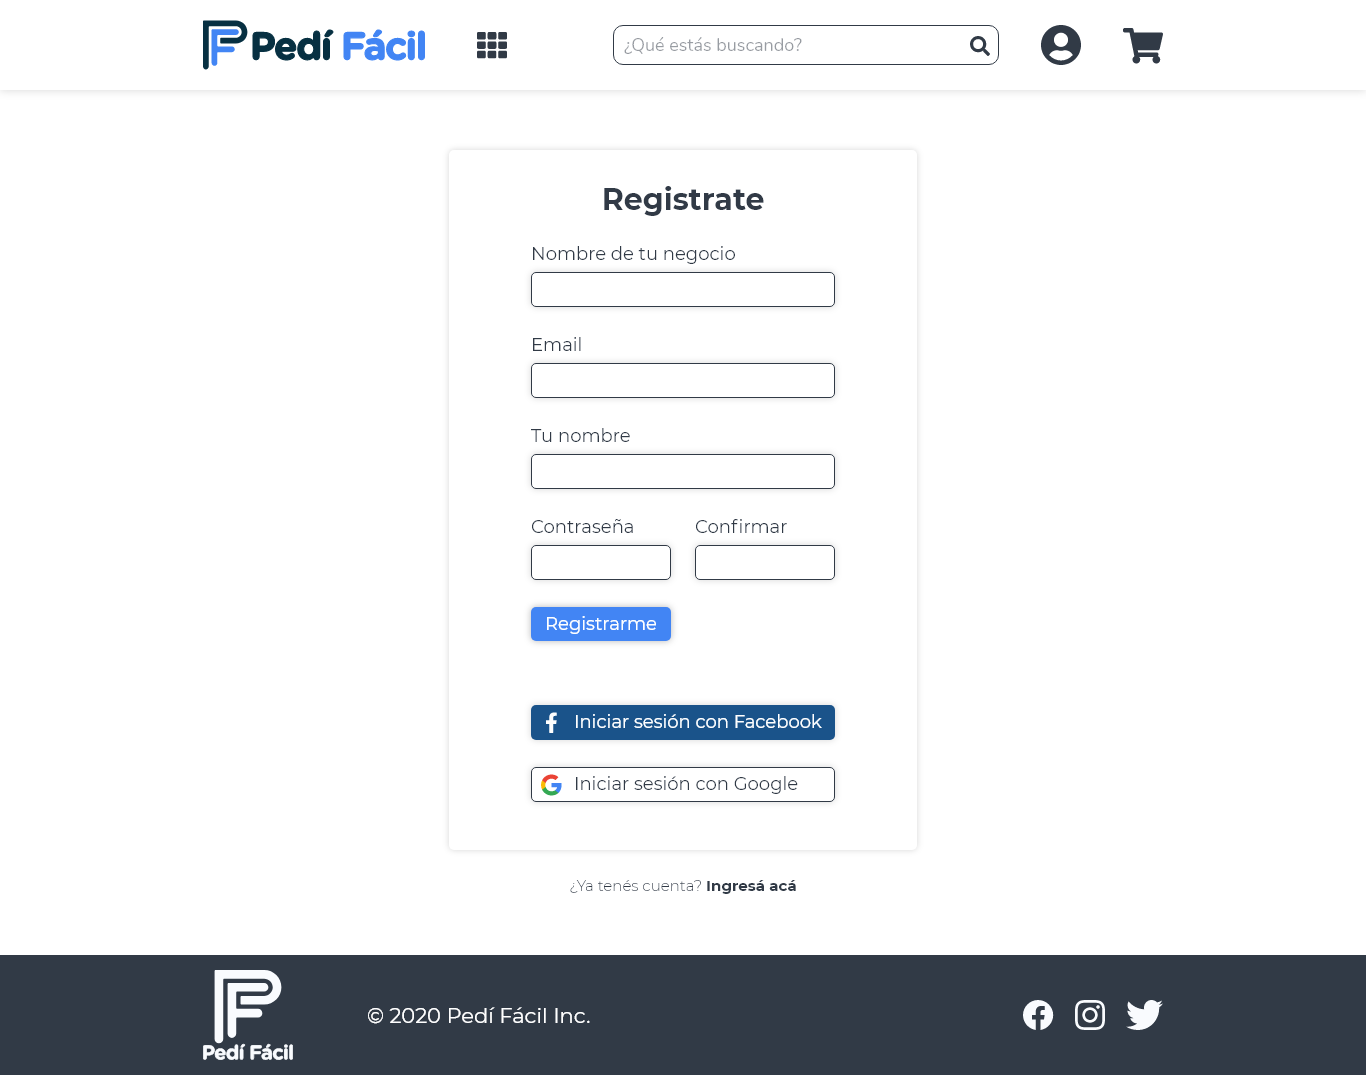 Pedí Fácil
¿Qué estás buscando?
Registrate
Nombre de tu negocio
Email
Tu nombre
Contraseña
Confirmar
Registrarme
Iniciar sesión con Facebook
Iniciar sesión con Google
¿Ya tenés cuenta? Ingresá acá
Pedí Fácil
© 2020 Pedí Fácil Inc.